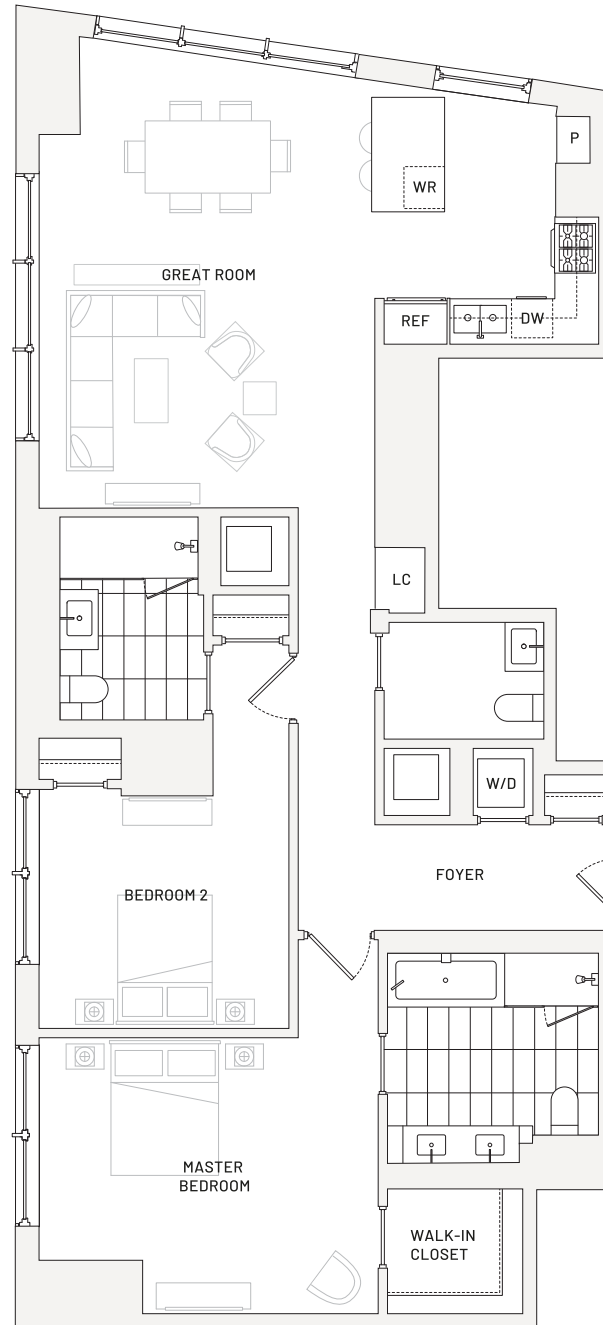 P
WR
GREAT ROOM
REF
DW
LC
W/D
FOYER
BEDROOM 2
MASTER
BEDROOM
WALK-IN
CLOSET